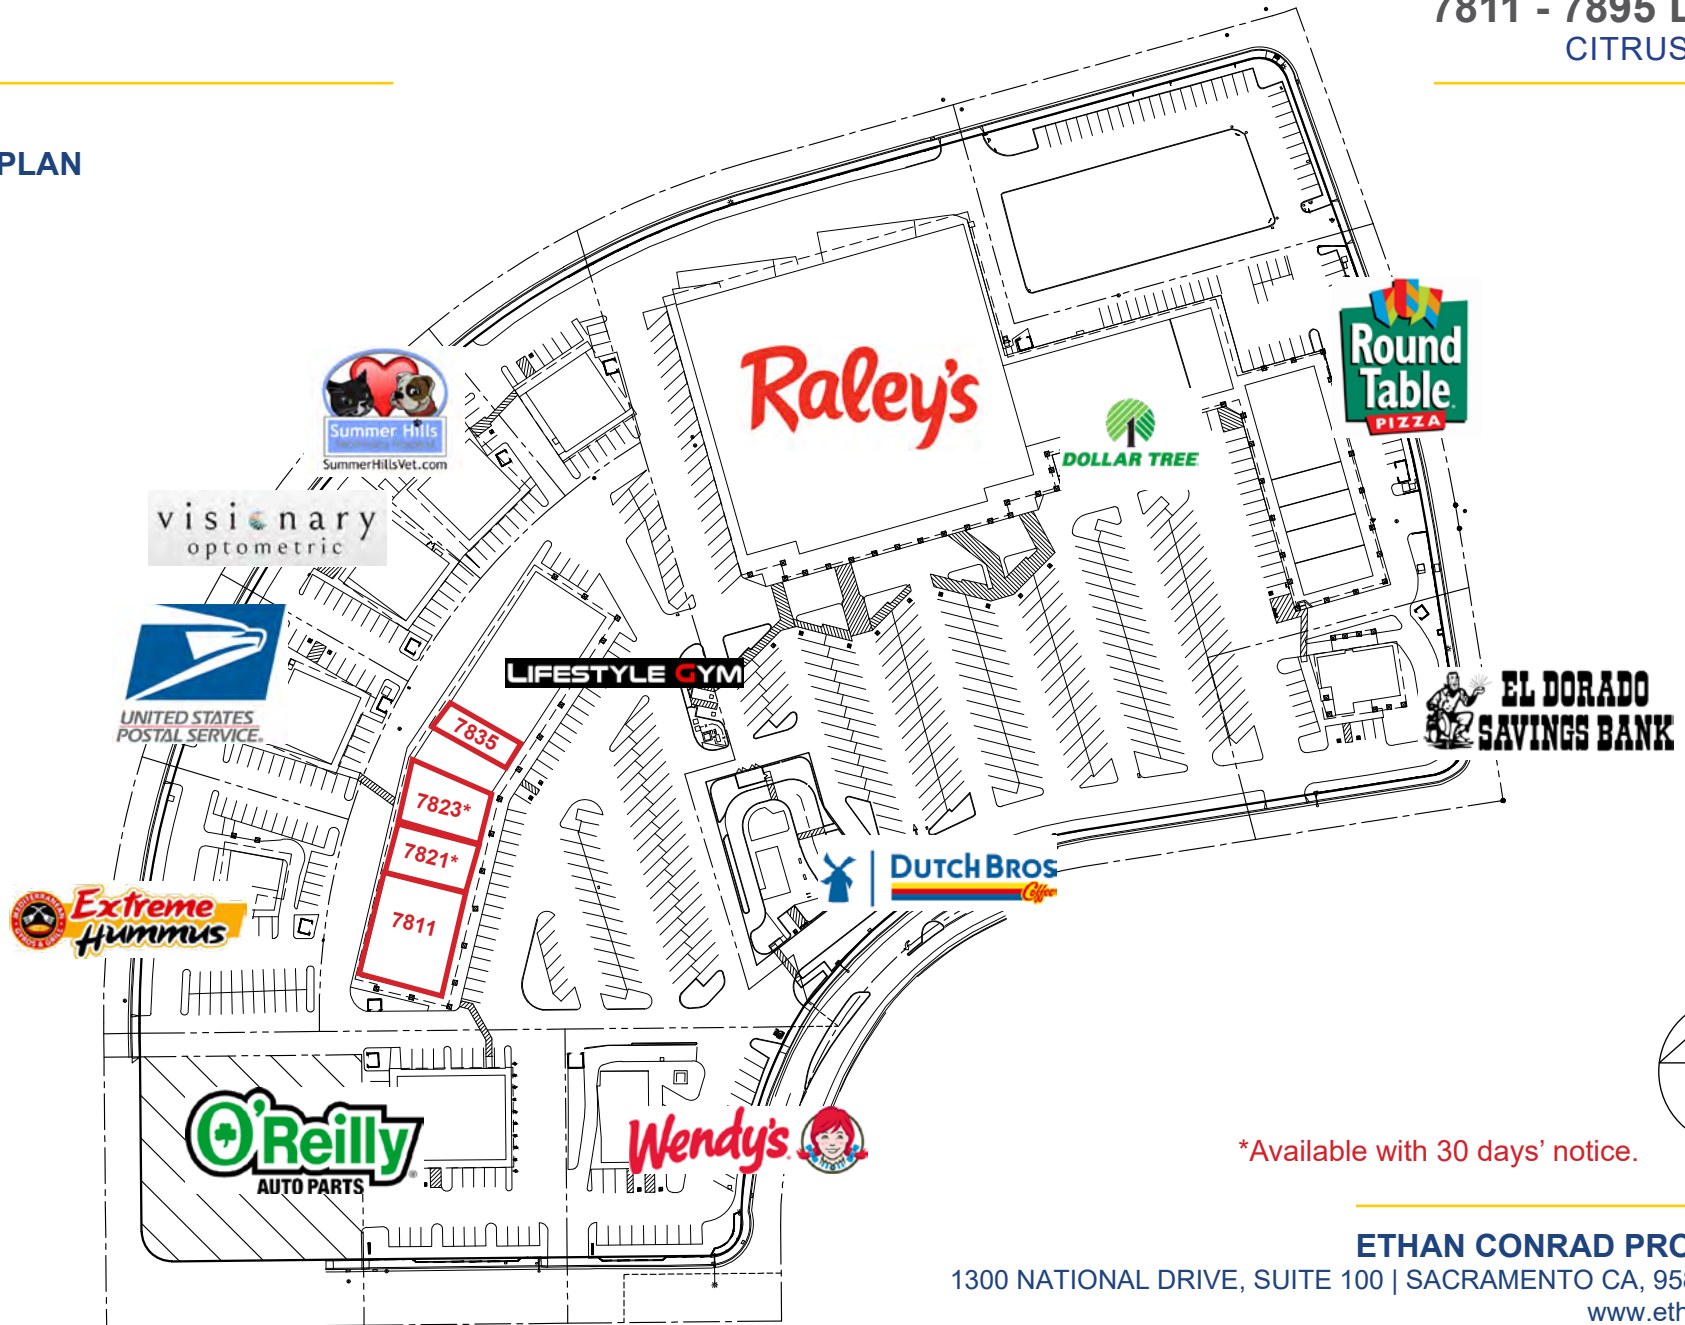 7811 - 7895 L
CITRUS
PLAN
Raley's
Round
Table
PIZZA
DOLLAR TREE
Summer Hills
SummerHillsVet.com
visionary
optometric
UNITED STATES
POSTAL SERVICE.
LIFESTYLE GYM
EL DORADO
SAVINGS BANK
7835
7823*
7821*
7811
DUTCH BROS
Coffee
Extreme
Hummus
O'Reilly
AUTO PARTS
Wendy's
*Available with 30 days' notice.
ETHAN CONRAD PRO
1300 NATIONAL DRIVE, SUITE 100 | SACRAMENTO CA, 958
www.eth